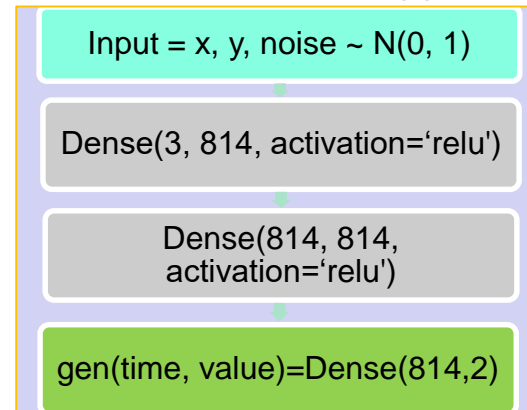 Input = x, y, noise ~ N(0, 1)
Dense(3, 814, activation=‘relu')
Dense(814, 814,
activation=‘relu')
gen(time, value)=Dense(814,2)